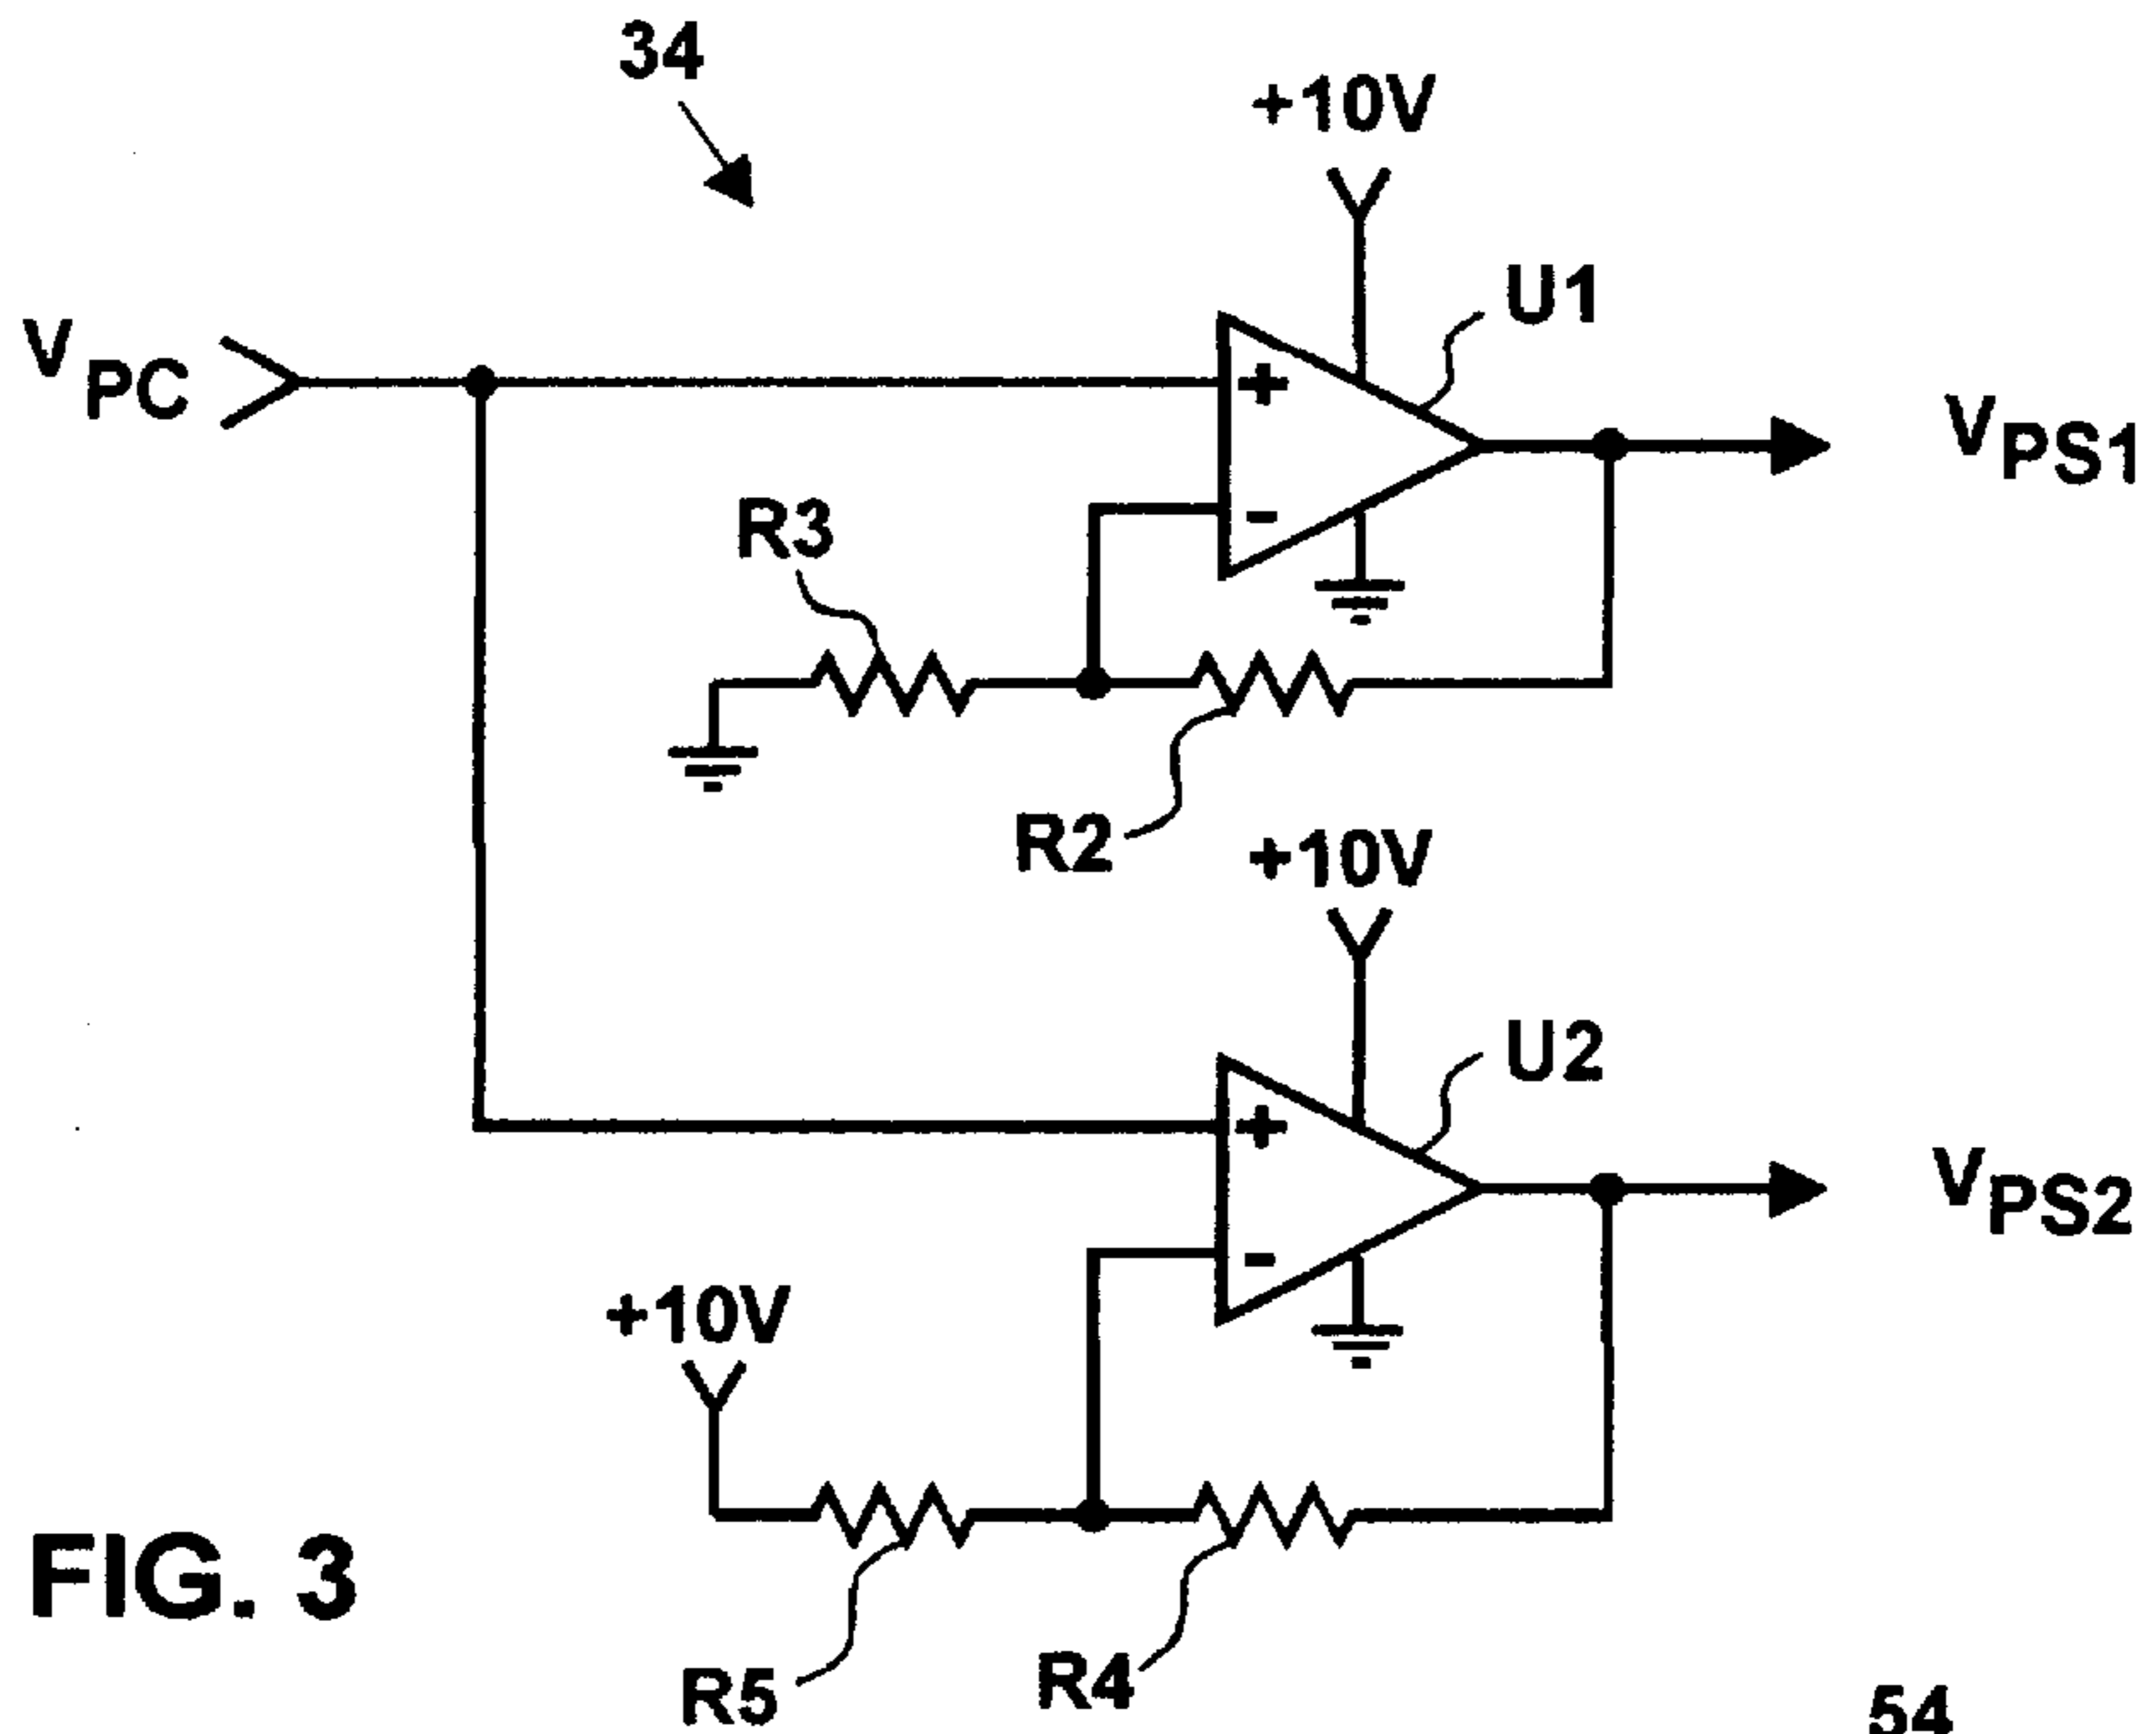 34
+10V
U1
VPC
+
VPS1
-
R3
R2
+10V
U2
+
VPS2
-
+10V
FIG. 3
R5
R4
54